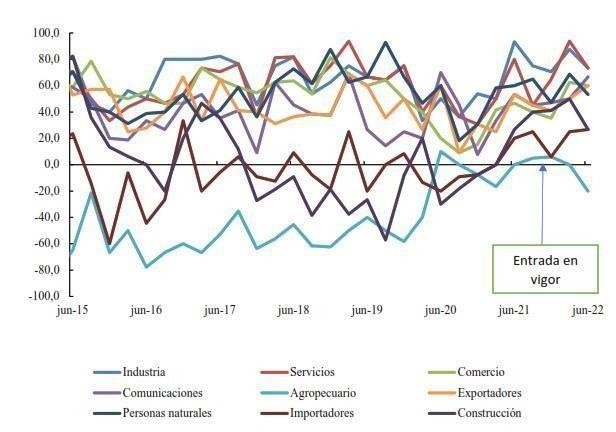 100,0
80,0
60,0
40,0
20,0
0,0
-20,0
-40,0
-60,0
-80,0
-100,0
jun-15 jun-16 jun-17 jun-18 jun-19 jun-20 jun-21 jun-22
Entrada en
vigor
Industria Servicios Comercio
Comunicaciones Agropecuario Exportadores
Personas naturales Importadores Construcción